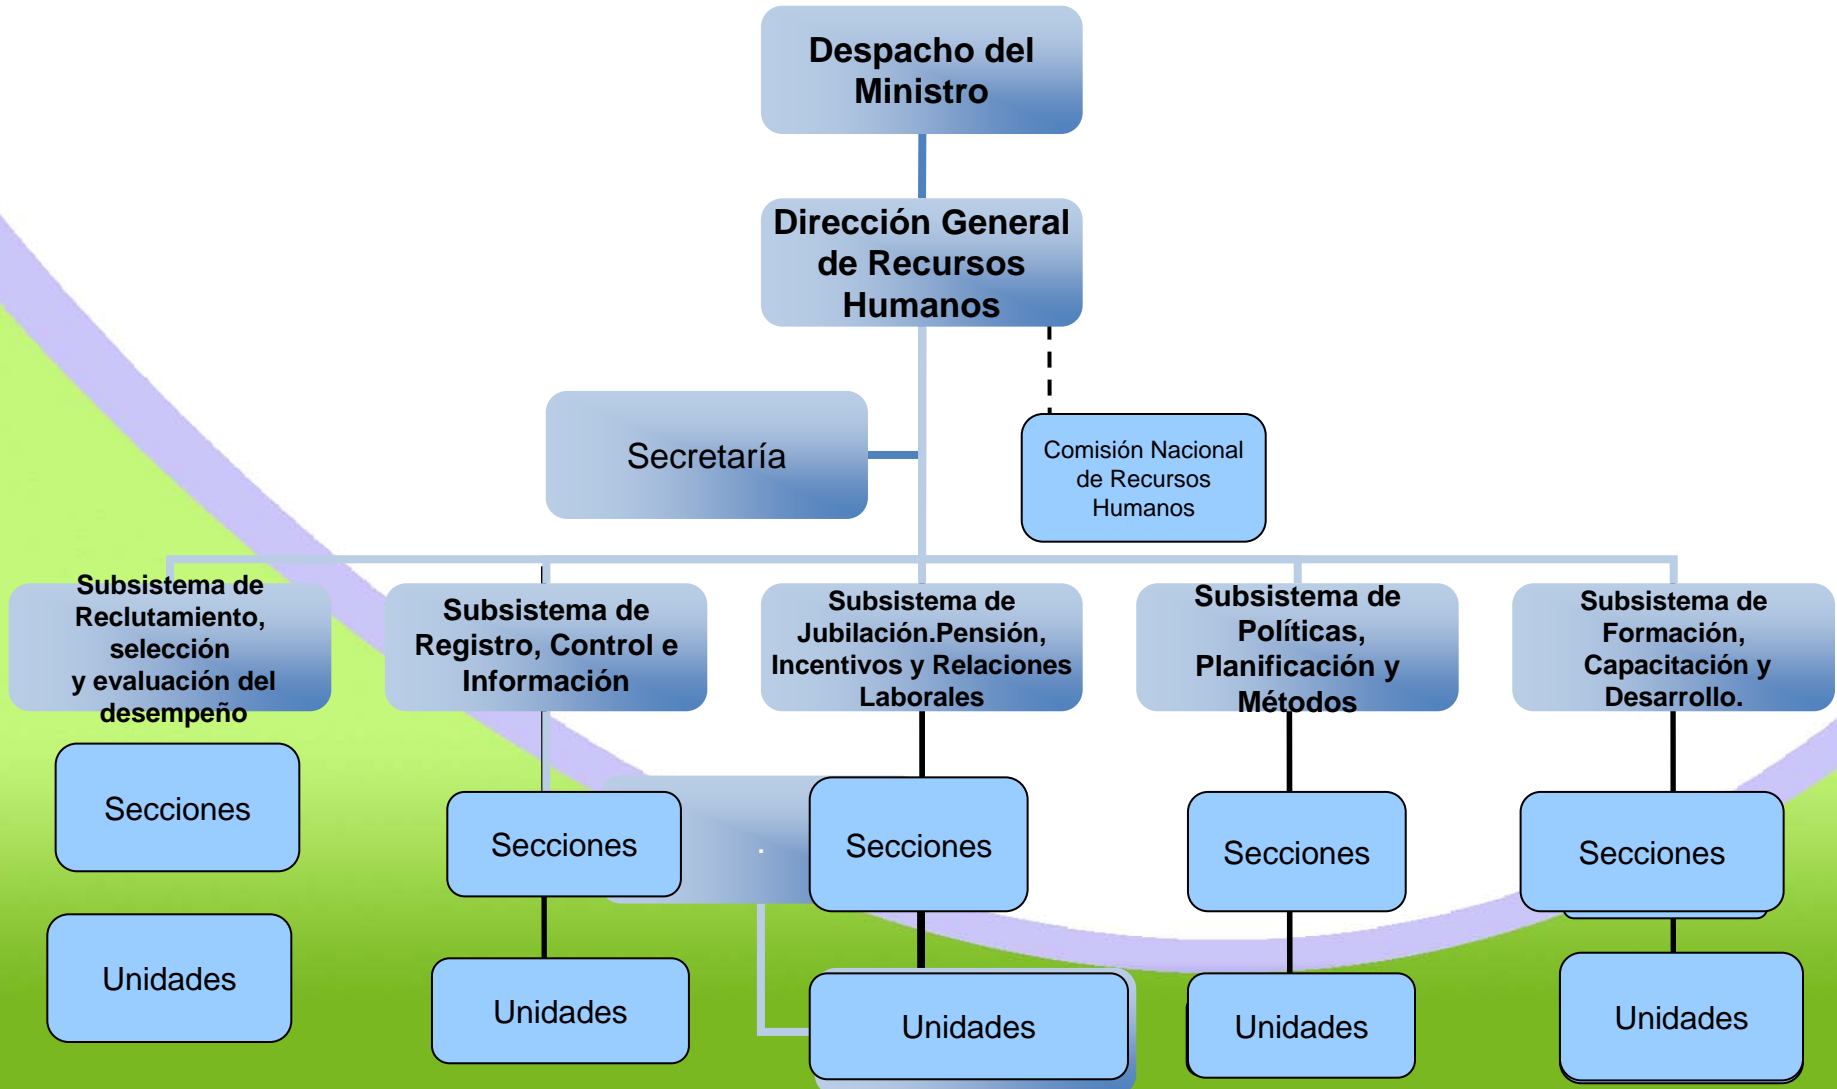 Despacho del
Ministro
Dirección General
de Recursos
Humanos
Secretaría
Comisión Nacional
de Recursos
Humanos
Subsistema de
Reclutamiento,
selección
y evaluación del
desempeño
Subsistema de
Registro, Control e
Información
Subsistema de
Jubilación.Pensión,
Incentivos y Relaciones
Laborales
Subsistema de
Políticas,
Planificación y
Métodos
Subsistema de
Formación,
Capacitación y
Desarrollo.
Secciones
Secciones
.
Secciones
Secciones
Secciones
Unidades
Unidades
Unidades
Unidades
Unidades